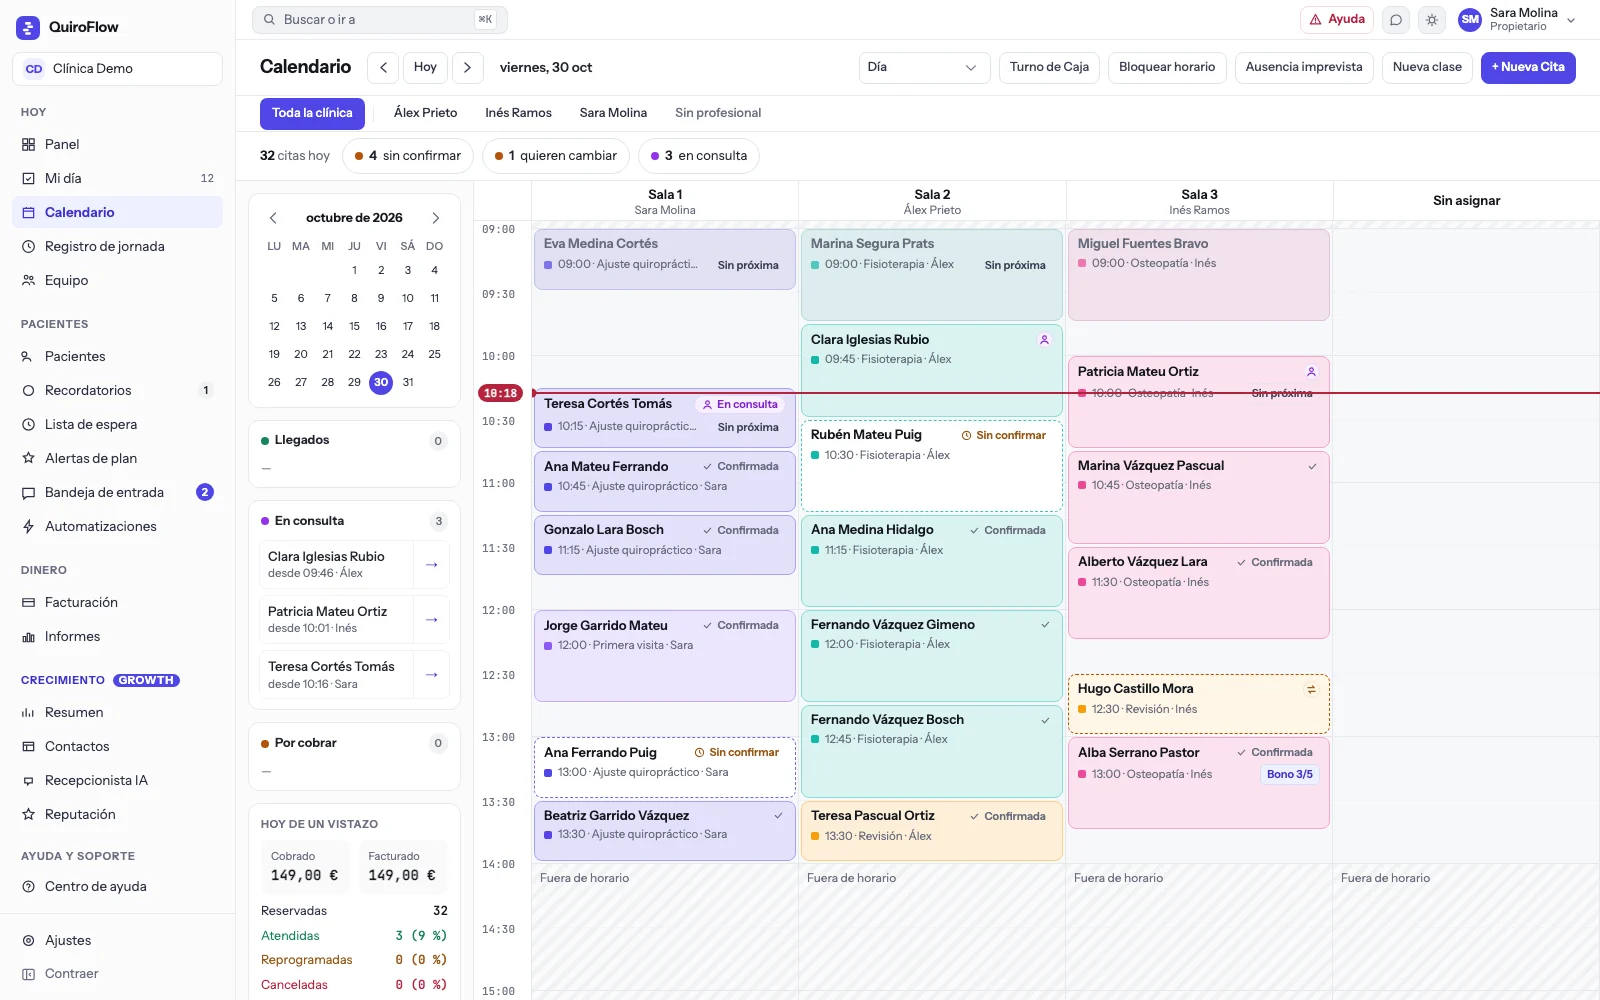 QuiroFlow
CD Clínica Demo
HOY
Panel
Mi día 12
Calendario
Registro de jornada
Equipo
PACIENTES
Pacientes
Recordatorios 1
Lista de espera
Alertas de plan
Bandeja de entrada 2
Automatizaciones
DINERO
Facturación
Informes
CRECIMIENTO GROWTH
Resumen
Contactos
Recepcionista IA
Reputación
AYUDA Y SOPORTE
Centro de ayuda
Ajustes
Contraer
Buscar o ir a ⌘K
Ayuda
SM Sara Molina
Propietario
Calendario
Hoy
viernes, 30 oct
Día
Turno de Caja
Bloquear horario
Ausencia imprevista
Nueva clase
+ Nueva Cita
Toda la clínica
Álex Prieto
Inés Ramos
Sara Molina
Sin profesional
32 citas hoy
4 sin confirmar
1 quieren cambiar
3 en consulta
octubre de 2026
LU MA MI JU VI SÁ DO
1 2 3 4
5 6 7 8 9 10 11
12 13 14 15 16 17 18
19 20 21 22 23 24 25
26 27 28 29 30 31
Llegados 0
—
En consulta 3
Clara Iglesias Rubio
desde 09:46 · Álex
→
Patricia Mateu Ortiz
desde 10:01 · Inés
→
Teresa Cortés Tomás
desde 10:16 · Sara
→
Por cobrar 0
—
HOY DE UN VISTAZO
Cobrado
149,00 €
Facturado
149,00 €
Reservadas 32
Atendidas 3 (9 %)
Reprogramadas 0 (0 %)
Canceladas 0 (0 %)
09:00
09:30
10:00
10:18
10:30
11:00
11:30
12:00
12:30
13:00
13:30
14:00
14:30
15:00
Sala 1
Sara Molina
Eva Medina Cortés
09:00 · Ajuste quiroprácti... Sin próxima
Teresa Cortés Tomás En consulta
10:15 · Ajuste quiropráctic... Sin próxima
Ana Mateu Ferrando Confirmada
10:45 · Ajuste quiropráctico · Sara
Gonzalo Lara Bosch Confirmada
11:15 · Ajuste quiropráctico · Sara
Jorge Garrido Mateu Confirmada
12:00 · Primera visita · Sara
Ana Ferrando Puig Sin confirmar
13:00 · Ajuste quiropráctico · Sara
Beatriz Garrido Vázquez
13:30 · Ajuste quiropráctico · Sara
Fuera de horario
Sala 2
Álex Prieto
Marina Segura Prats
09:00 · Fisioterapia · Álex Sin próxima
Clara Iglesias Rubio
09:45 · Fisioterapia · Álex
Rubén Mateu Puig Sin confirmar
10:30 · Fisioterapia · Álex
Ana Medina Hidalgo Confirmada
11:15 · Fisioterapia · Álex
Fernando Vázquez Gimeno
12:00 · Fisioterapia · Álex
Fernando Vázquez Bosch
12:45 · Fisioterapia · Álex
Teresa Pascual Ortiz Confirmada
13:30 · Revisión · Álex
Fuera de horario
Sala 3
Inés Ramos
Miguel Fuentes Bravo
09:00 · Osteopatía · Inés
Patricia Mateu Ortiz
10:00 · Osteopatía · Inés Sin próxima
Marina Vázquez Pascual
10:45 · Osteopatía · Inés
Alberto Vázquez Lara Confirmada
11:30 · Osteopatía · Inés
Hugo Castillo Mora
12:30 · Revisión · Inés
Alba Serrano Pastor Confirmada
13:00 · Osteopatía · Inés Bono 3/5
Fuera de horario
Sin asignar
Fuera de horario